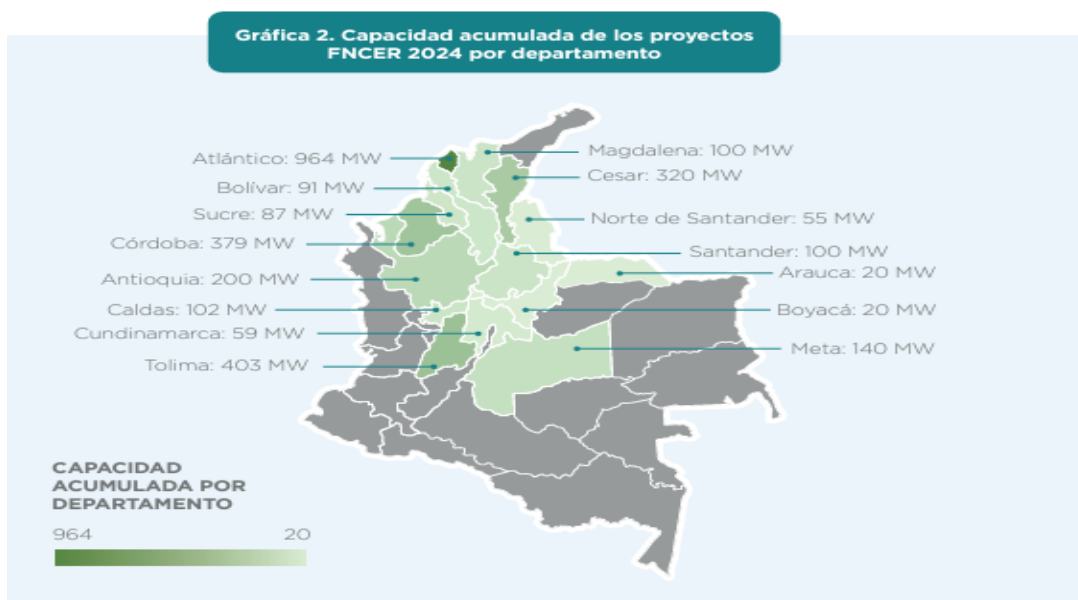 Gráfica 2. Capacidad acumulada de los proyectos
FNCER 2024 por departamento
Atlántico: 964 MW
Bolívar: 91 MW
Sucre: 87 MW
Córdoba: 379 MW
Antioquia: 200 MW
Caldas: 102 MW
Cundinamarca: 59 MW
Tolima: 403 MW
Magdalena: 100 MW
Cesar: 320 MW
Norte de Santander: 55 MW
Santander: 100 MW
Arauca: 20 MW
Boyacá: 20 MW
Meta: 140 MW
CAPACIDAD
ACUMULADA POR
DEPARTAMENTO
964 20